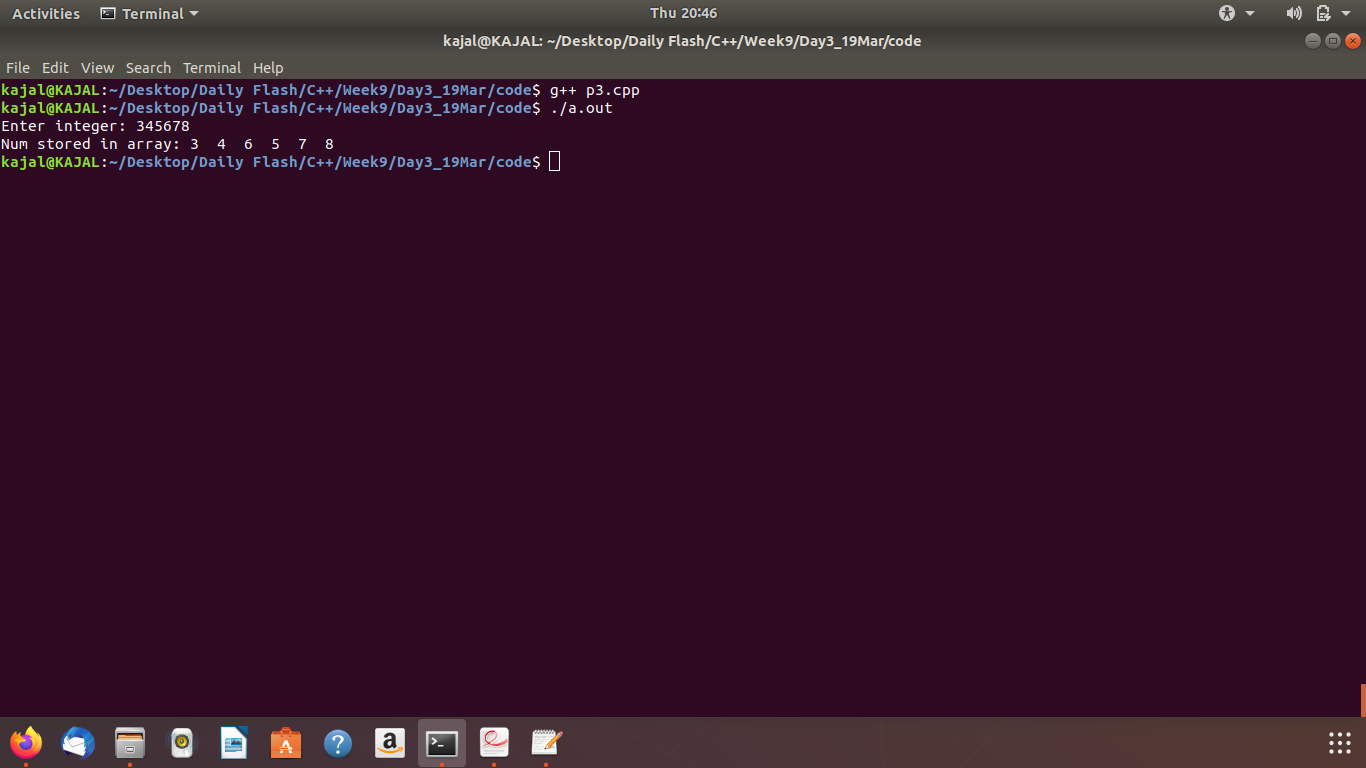 Activities Terminal Thu 20:46
kajal@KAJAL: ~/Desktop/Daily Flash/C++/Week9/Day3_19Mar/code
File Edit View Search Terminal Help
kajal@KAJAL:~/Desktop/Daily Flash/C++/Week9/Day3_19Mar/code$ g++ p3.cpp
kajal@KAJAL:~/Desktop/Daily Flash/C++/Week9/Day3_19Mar/code$ ./a.out
Enter integer: 345678
Num stored in array: 3  4  6  5  7  8
kajal@KAJAL:~/Desktop/Daily Flash/C++/Week9/Day3_19Mar/code$